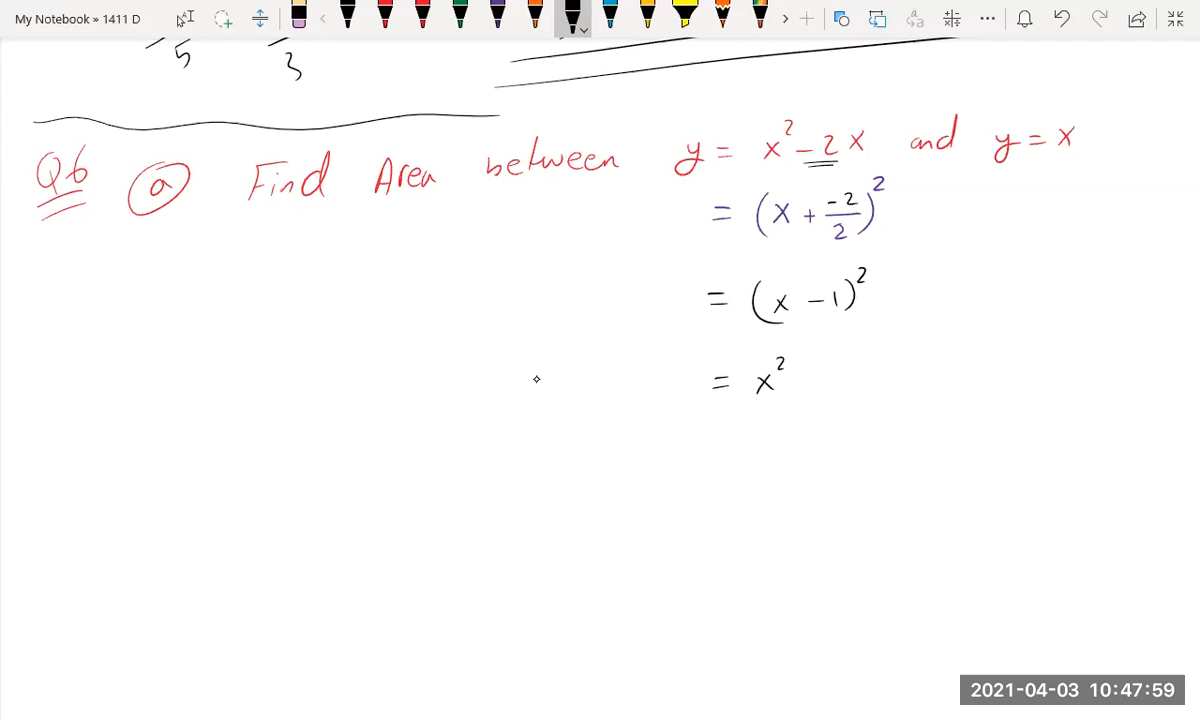 My Notebook » 1411 D
5 3
Q6 (a) Find Area between y = x² - 2x and y = x
= (x + -2/2)²
= (x - 1)²
= x²
2021-04-03 10:47:59